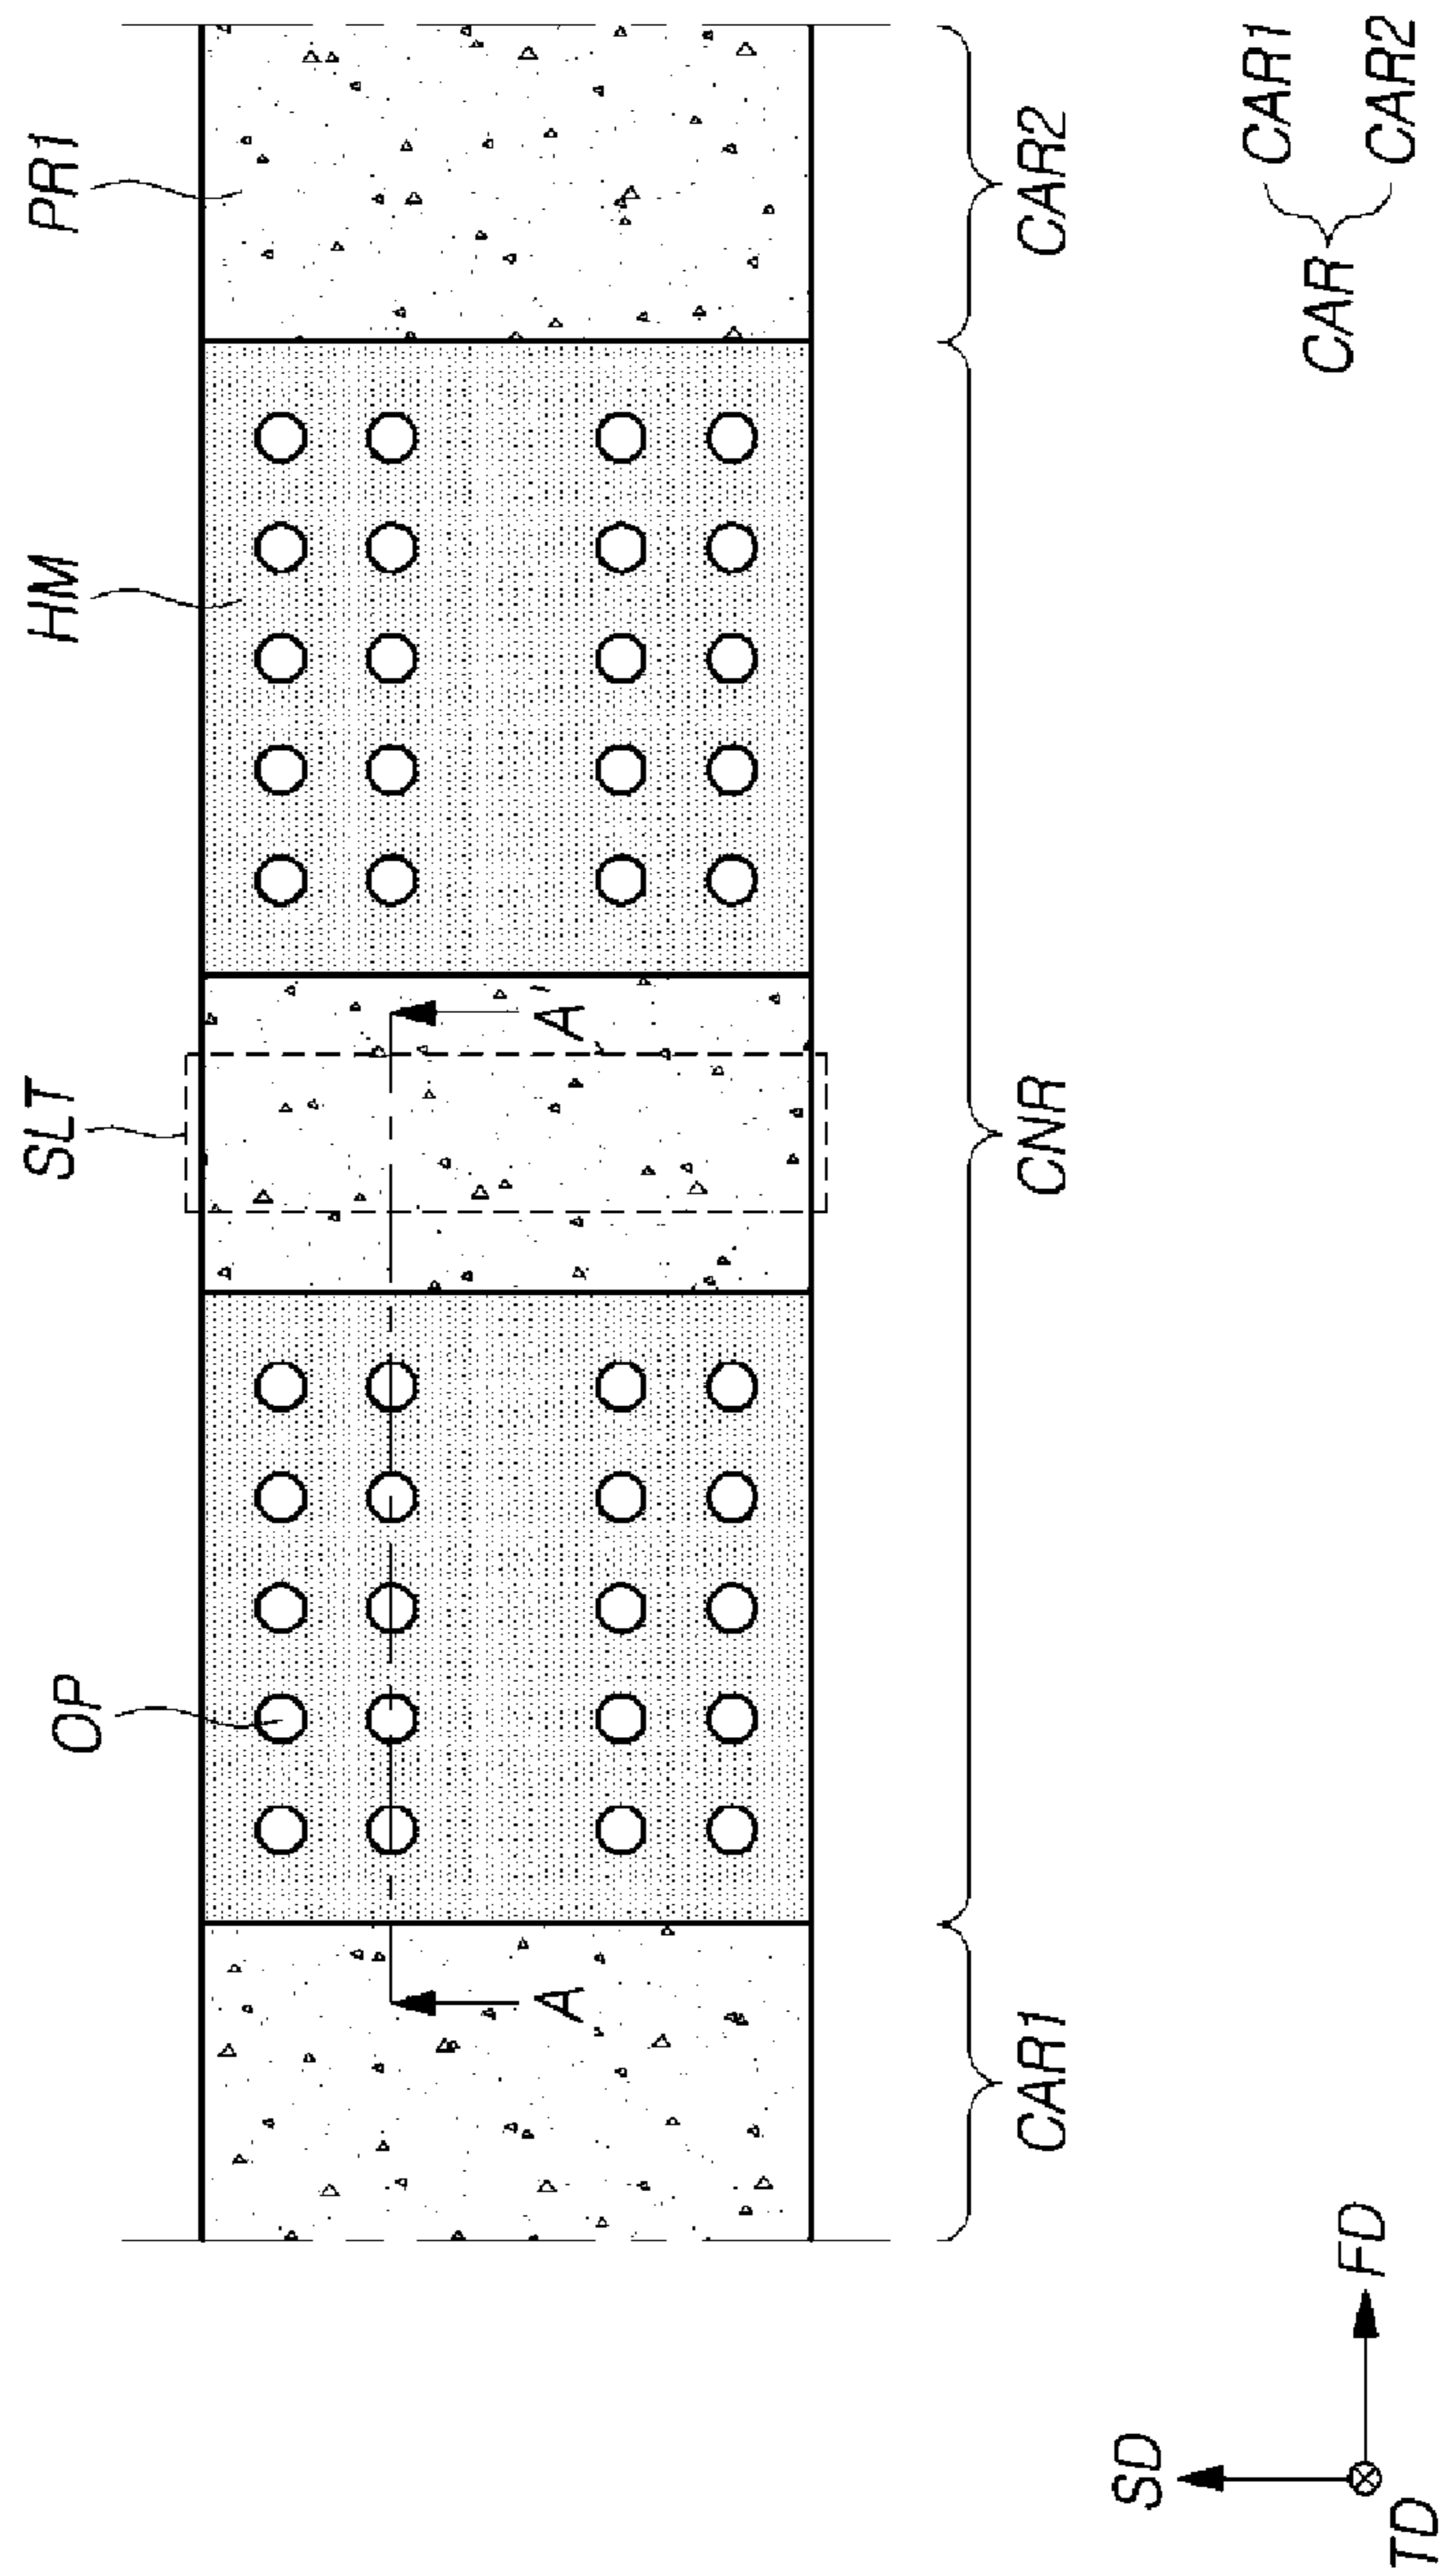 OP SLT HM PR1
A A'
CAR1 CNR CAR2
SD
CAR1
CAR
CAR2
FD
TD